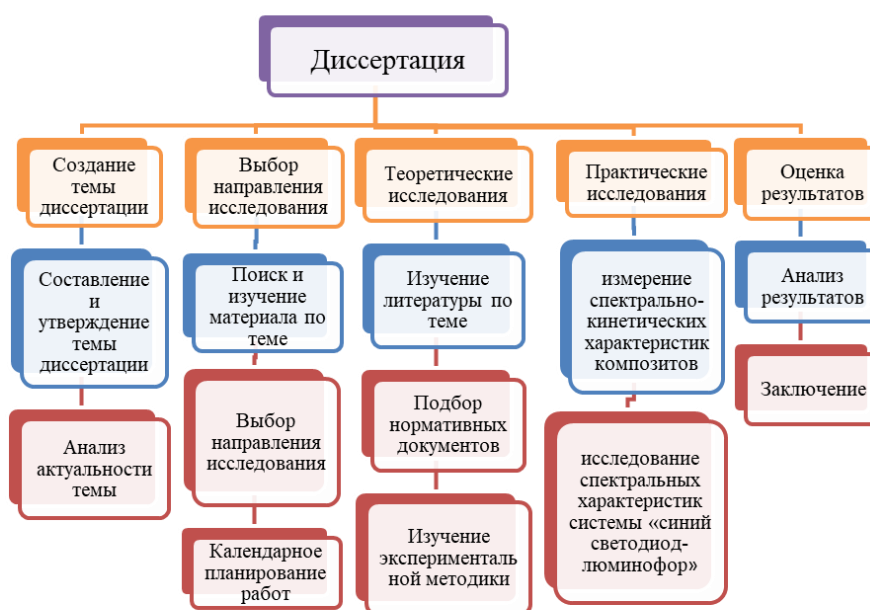 Диссертация
Создание
темы
диссертации
Выбор
направления
исследования
Теоретические
исследования
Практические
исследования
Оценка
результатов
Составление
и
утверждение
темы
диссертации
Поиск и
изучение
материала по
теме
Изучение
литературы по
теме
измерение
спектрально-
кинетических
характеристик
композитов
Анализ
результатов
Анализ
актуальности
темы
Выбор
направления
исследования
Подбор
нормативных
документов
исследование
спектральных
характеристик
системы «синий
светодиод-
люминофор»
Заключение
Календарное
планирование
работ
Изучение
эксперименталь
ной методики